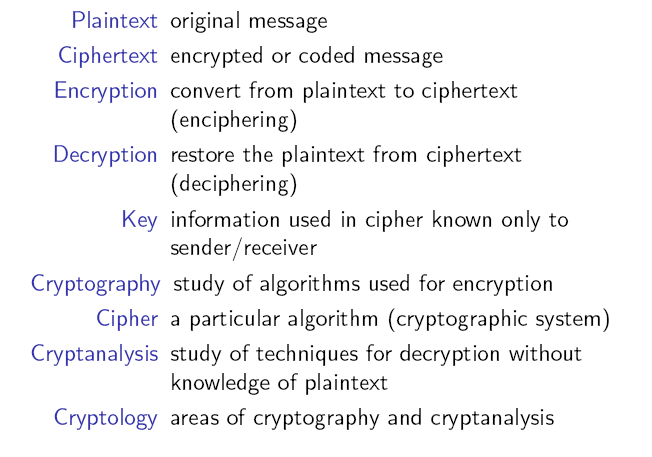 Plaintext original message
Ciphertext encrypted or coded message
Encryption convert from plaintext to ciphertext
(enciphering)
Decryption restore the plaintext from ciphertext
(deciphering)
Key information used in cipher known only to
sender/receiver
Cryptography study of algorithms used for encryption
Cipher a particular algorithm (cryptographic system)
Cryptanalysis study of techniques for decryption without
knowledge of plaintext
Cryptology areas of cryptography and cryptanalysis